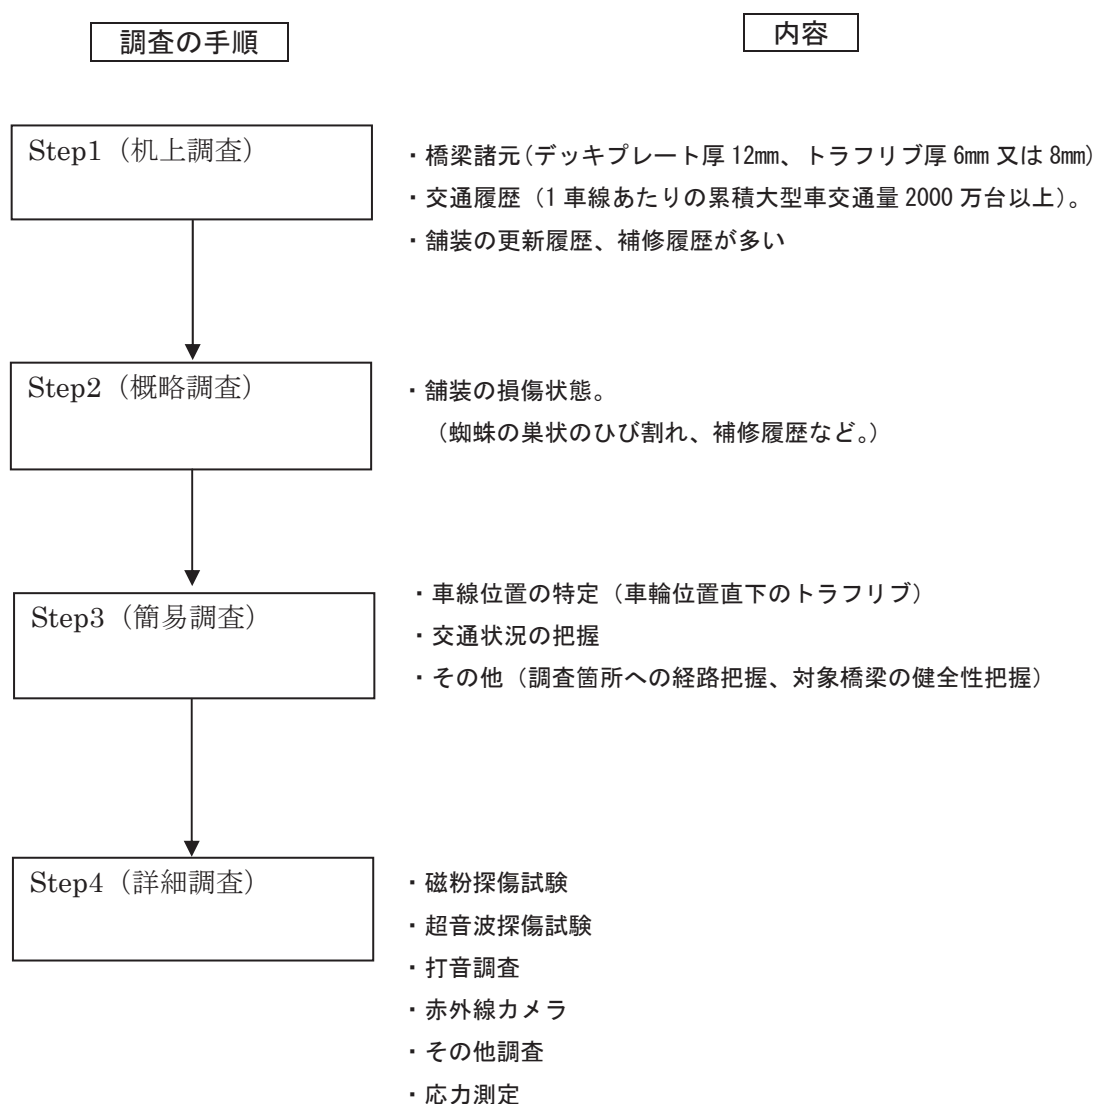 調査の手順
内容
Step1（机上調査）
・橋梁諸元(デッキプレート厚 12㎜、トラフリブ厚 6㎜ 又は 8㎜)
・交通履歴（1 車線あたりの累積大型車交通量 2000 万台以上）。
・舗装の更新履歴、補修履歴が多い
Step2（概略調査）
・舗装の損傷状態。
（蜘蛛の巣状のひび割れ、補修履歴など。）
Step3（簡易調査）
・車線位置の特定（車輪位置直下のトラフリブ）
・交通状況の把握
・その他（調査箇所への経路把握、対象橋梁の健全性把握）
Step4（詳細調査）
・磁粉探傷試験
・超音波探傷試験
・打音調査
・赤外線カメラ
・その他調査
・応力測定